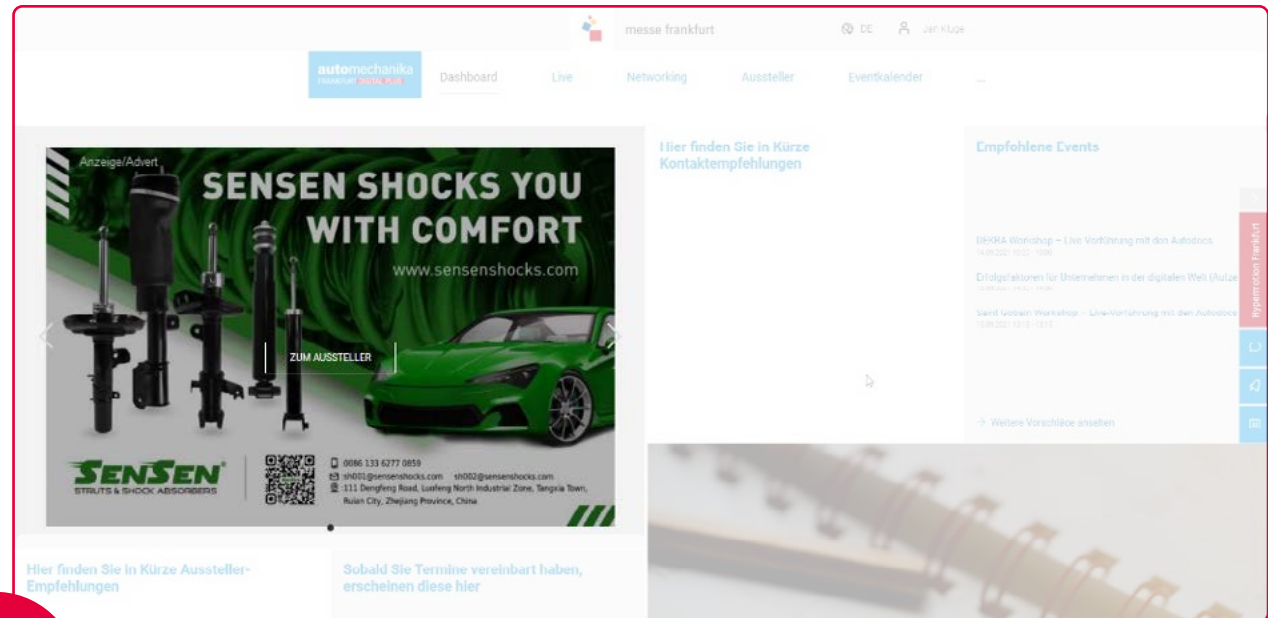 messe frankfurt
DE
Jan Kluge
automechanika
FRANKFURT DIGITAL PLUS
Dashboard
Live
Networking
Aussteller
Eventkalender
...
Anzeige/Advert
SENSEN SHOCKS YOU
WITH COMFORT
www.sensenshocks.com
ZUM AUSSTELLER
SENSEN
STRUTS & SHOCK ABSORBERS
0086 133 6277 0859
sh001@sensenshocks.com sh002@sensenshocks.com
:111 Dengfeng Road, Luofeng North Industrial Zone, Tangxia Town,
Ruian City, Zhejiang Province, China
Hier finden Sie in Kürze
Kontaktempfehlungen
Empfohlene Events
DEKRA Workshop – Live Vorführung mit den Autodocs
Erfolgsfaktoren für Unternehmen in der digitalen Welt (Aufze
Saint Gobain Workshop – Live-Vorführung mit den Autodocs
→ Weitere Vorschläge ansehen
Hypermotion Frankfurt
Hier finden Sie in Kürze Aussteller-
Empfehlungen
Sobald Sie Termine vereinbart haben,
erscheinen diese hier